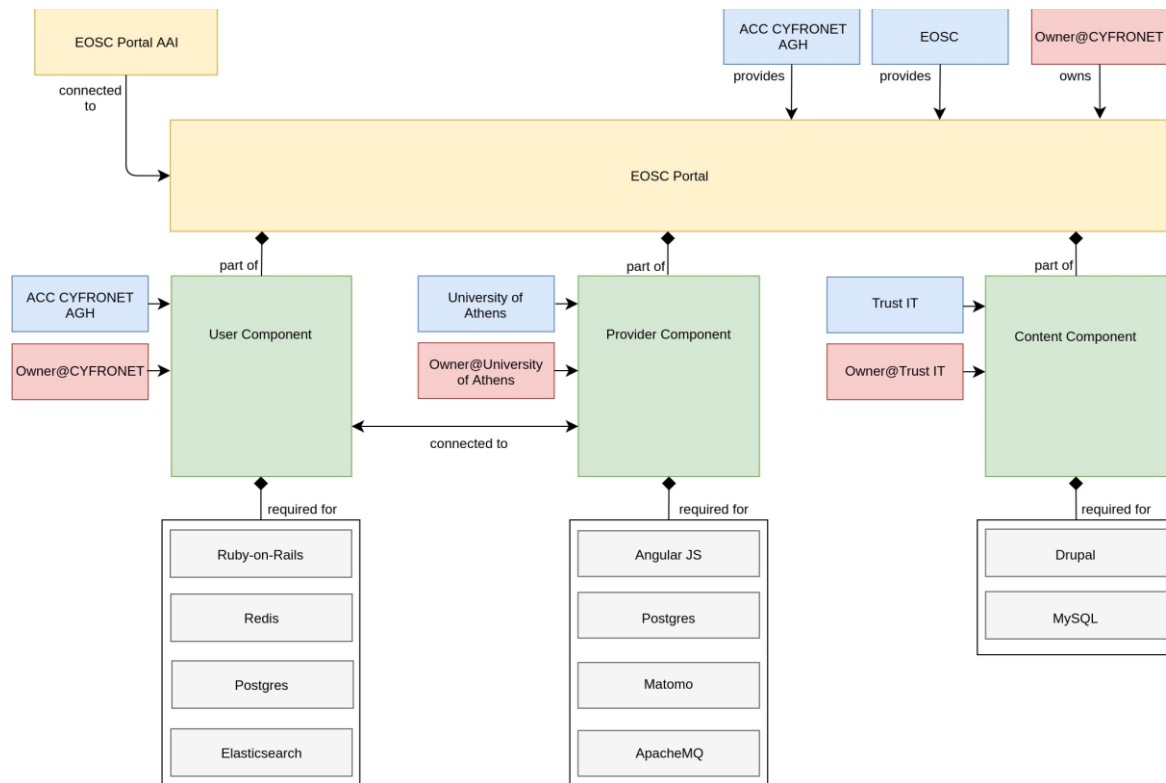 EOSC Portal AAI
ACC CYFRONET
AGH
EOSC
Owner@CYFRONET
connected
to
provides
provides
owns
EOSC Portal
part of
part of
part of
ACC CYFRONET
AGH
User Component
University of
Athens
Provider Component
Trust IT
Content Component
Owner@CYFRONET
Owner@University
of Athens
Owner@Trust IT
connected to
required for
required for
required for
Ruby-on-Rails
Angular JS
Drupal
Redis
Postgres
MySQL
Postgres
Matomo
Elasticsearch
ApacheMQ